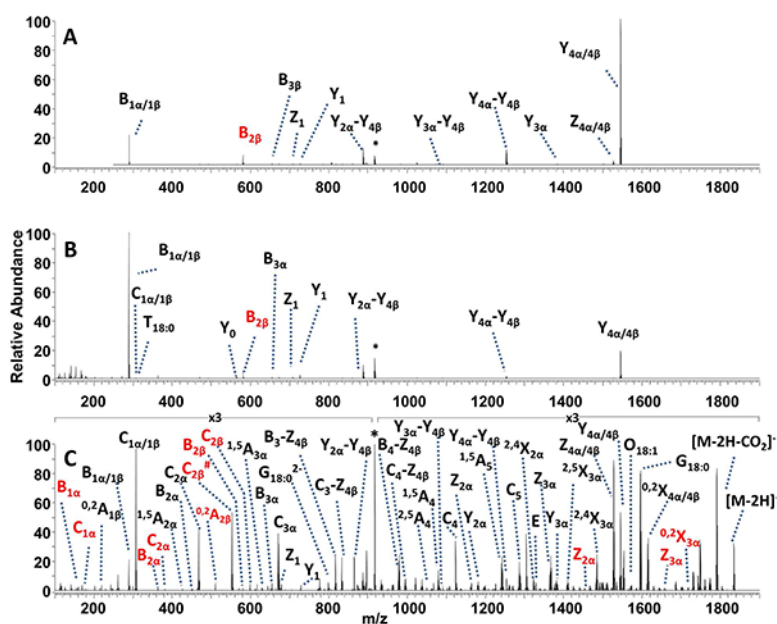 A
100
80
60
40
20
0
B₁α/₁β
B₂β
B₃β
Z₁
Y₁
Y₂α–Y₄β
*
Y₃α–Y₄β
Y₄α–Y₄β
Y₃α
Z₄α/₄β
Y₄α/₄β
200 400 600 800 1000 1200 1400 1600 1800
Relative Abundance
B
100
80
60
40
20
0
B₁α/₁β
C₁α/₁β
T₁₈:₀
Y₀
B₂β
B₃α
Z₁
Y₁
Y₂α–Y₄β
*
Y₄α–Y₄β
Y₄α/₄β
200 400 600 800 1000 1200 1400 1600 1800
x3 x3
C
100
80
60
40
20
0
B₁α
C₁α
⁰,²A₁β
B₁α/₁β
C₁α/₁β
¹,⁵A₂α
B₂α
C₂α
B₂α
C₂α
⁰,²A₂β
C₂β#
B₂β
C₂β
¹,⁵A₃α
B₃α
C₃α
Z₁
Y₁
G₁₈:₀²⁻
B₃–Z₄β
C₃–Z₄β
Y₂α–Y₄β
*
B₄–Z₄β
C₄–Z₄β
²,⁵A₄
¹,⁵A₄
Y₃α–Y₄β
C₄
Z₂α
Y₂α
Y₄α–Y₄β
¹,⁵A₅
C₅
²,⁴X₂α
E
Z₃α
Y₃α
²,⁵X₃α
²,⁴X₃α
Z₂α
Z₄α/₄β
Y₄α/₄β
O₁₈:₁
G₁₈:₀
⁰,²X₄α/₄β
Z₃α
⁰,²X₃α
[M-2H-CO₂]⁻
[M-2H]⁻
200 400 600 800 1000 1200 1400 1600 1800
m/z